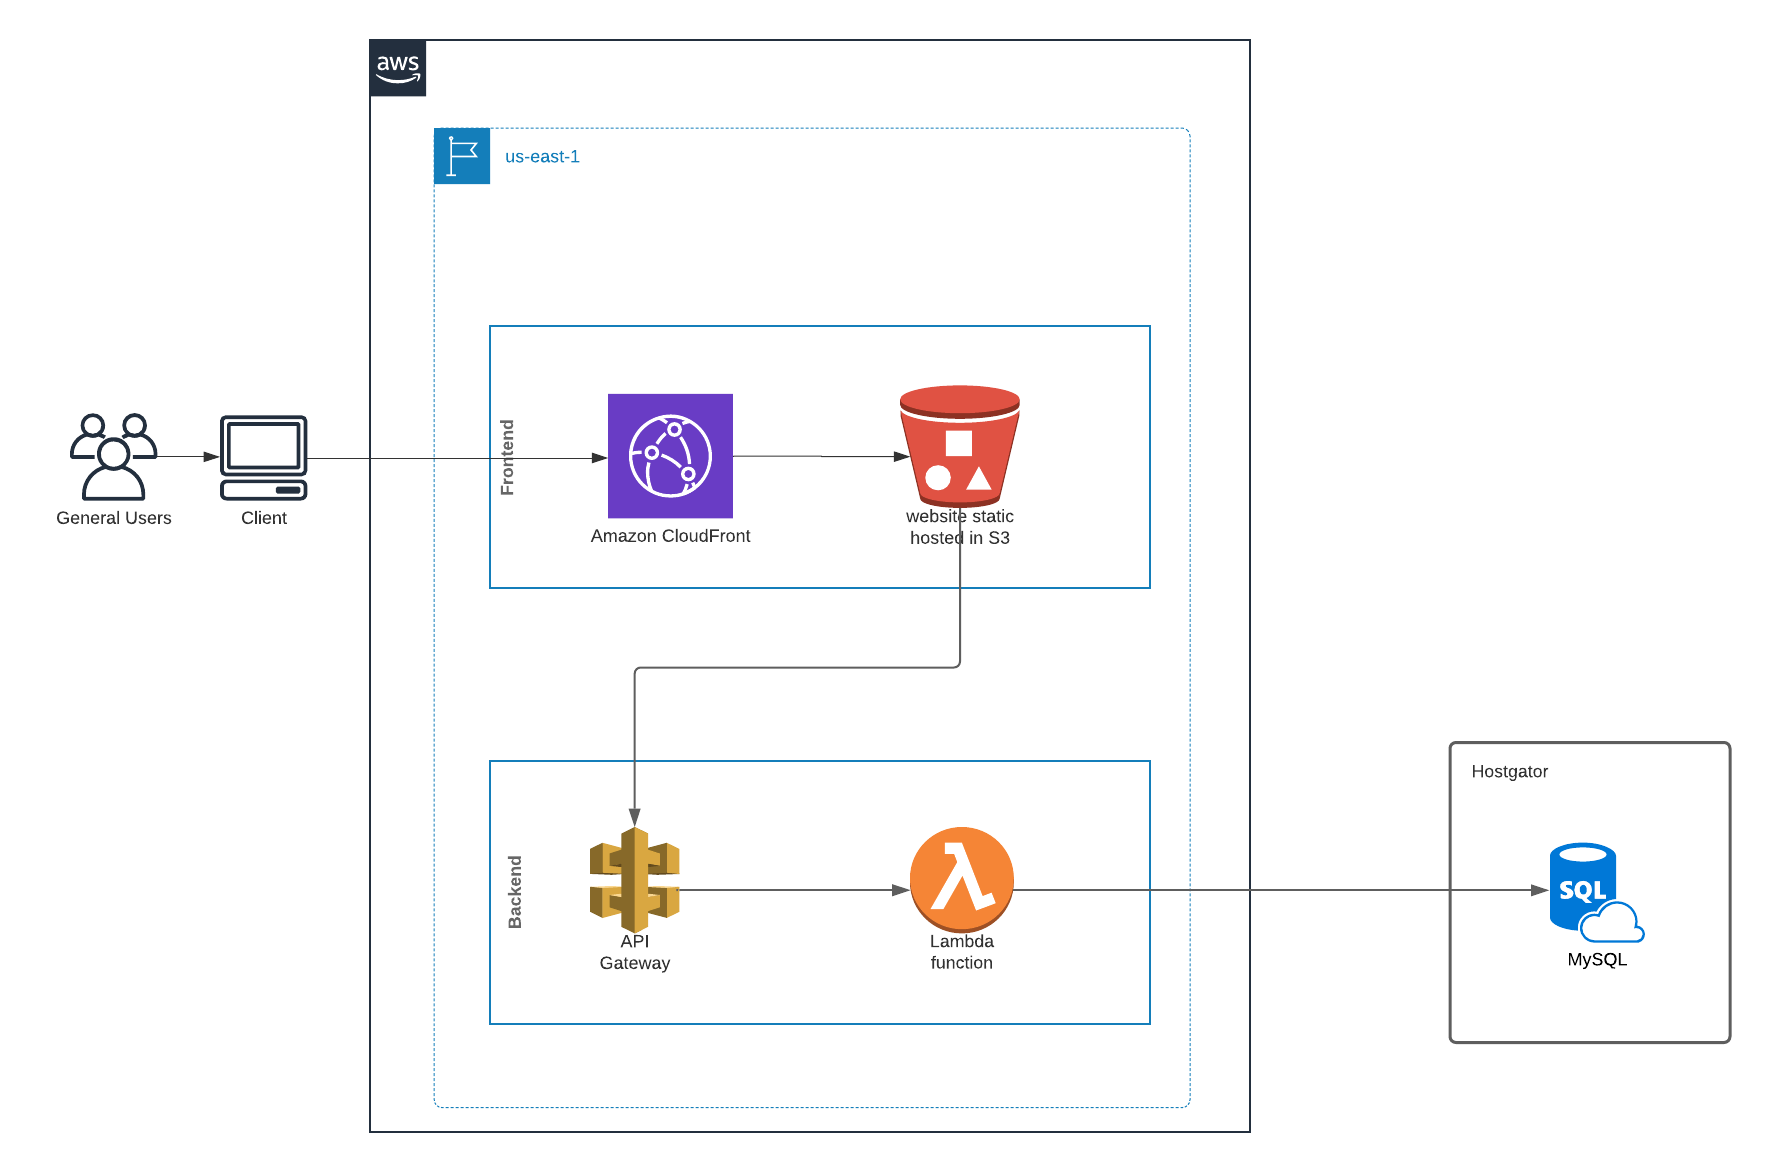 aws
us-east-1
Frontend
General Users
Client
Amazon CloudFront
website static
hosted in S3
Hostgator
Backend
SQL
API
Gateway
Lambda
function
MySQL